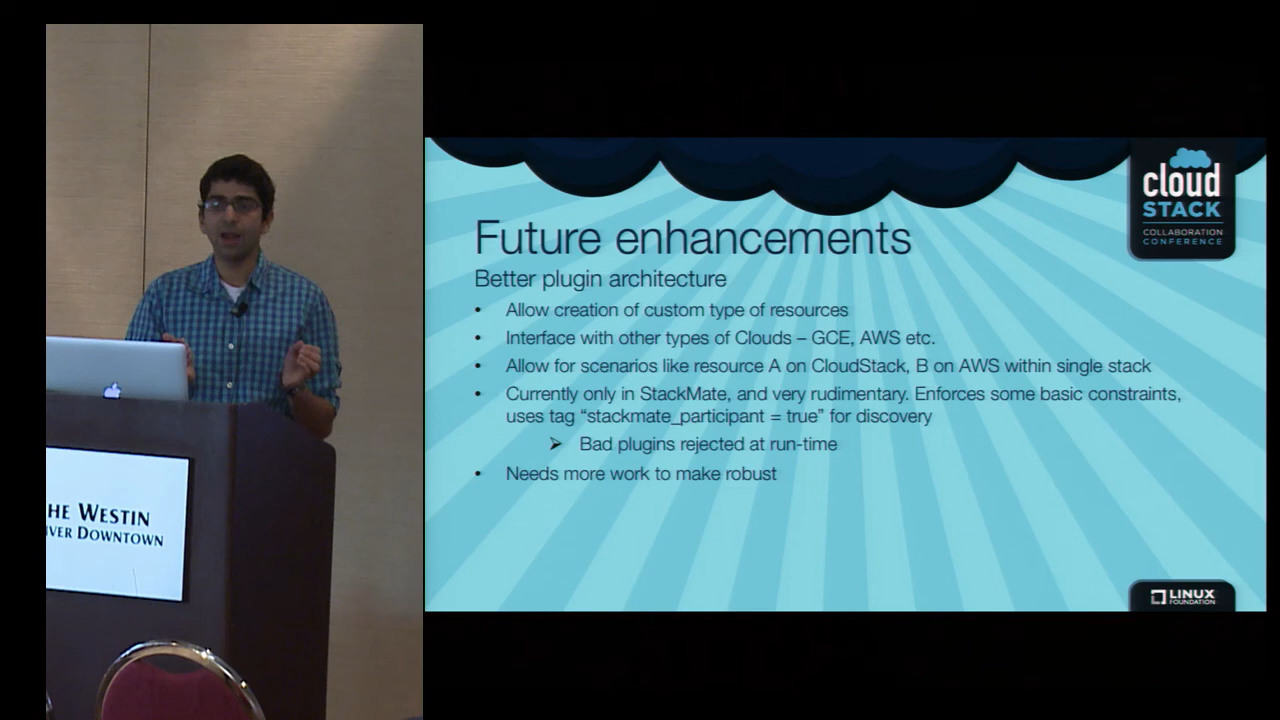 cloud
STACK
COLLABORATION
CONFERENCE
Future enhancements
Better plugin architecture
• Allow creation of custom type of resources
• Interface with other types of Clouds – GCE, AWS etc.
• Allow for scenarios like resource A on CloudStack, B on AWS within single stack
• Currently only in StackMate, and very rudimentary. Enforces some basic constraints,
uses tag “stackmate_participant = true” for discovery
➢ Bad plugins rejected at run-time
• Needs more work to make robust
HE WESTIN
VER DOWNTOWN
LINUX
FOUNDATION